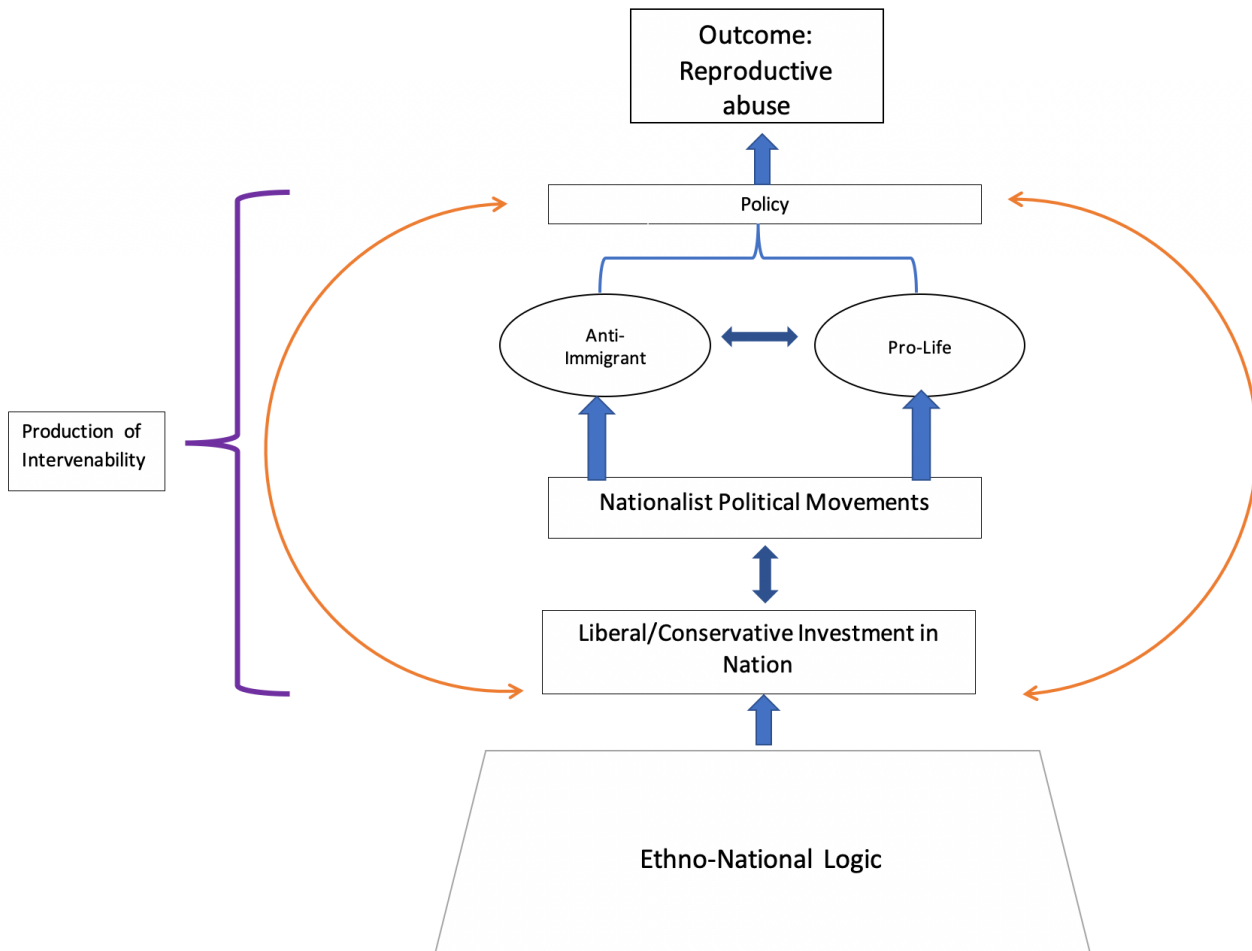 Outcome:
Reproductive
abuse
Policy
Anti-
Immigrant
Pro-Life
Production of
Intervenability
Nationalist Political Movements
Liberal/Conservative Investment in
Nation
Ethno-National Logic